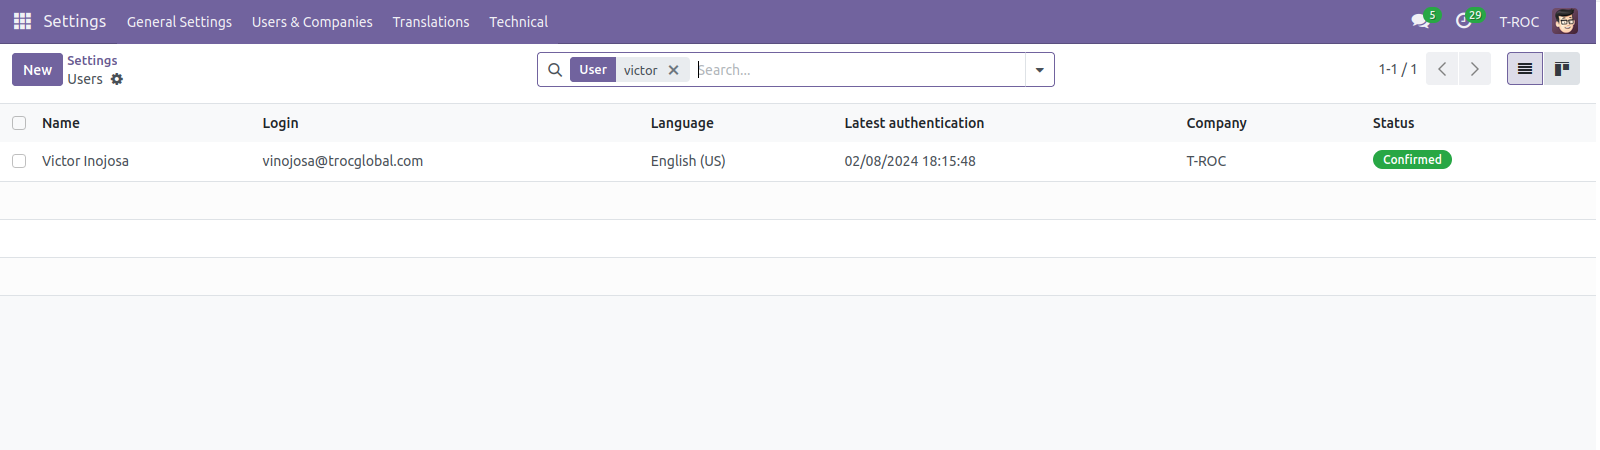 Settings General Settings Users & Companies Translations Technical 5 29 T-ROC
New Settings User victor Search... 1-1 / 1
Users
Name Login Language Latest authentication Company Status
Victor Inojosa vinojosa@trocglobal.com English (US) 02/08/2024 18:15:48 T-ROC Confirmed